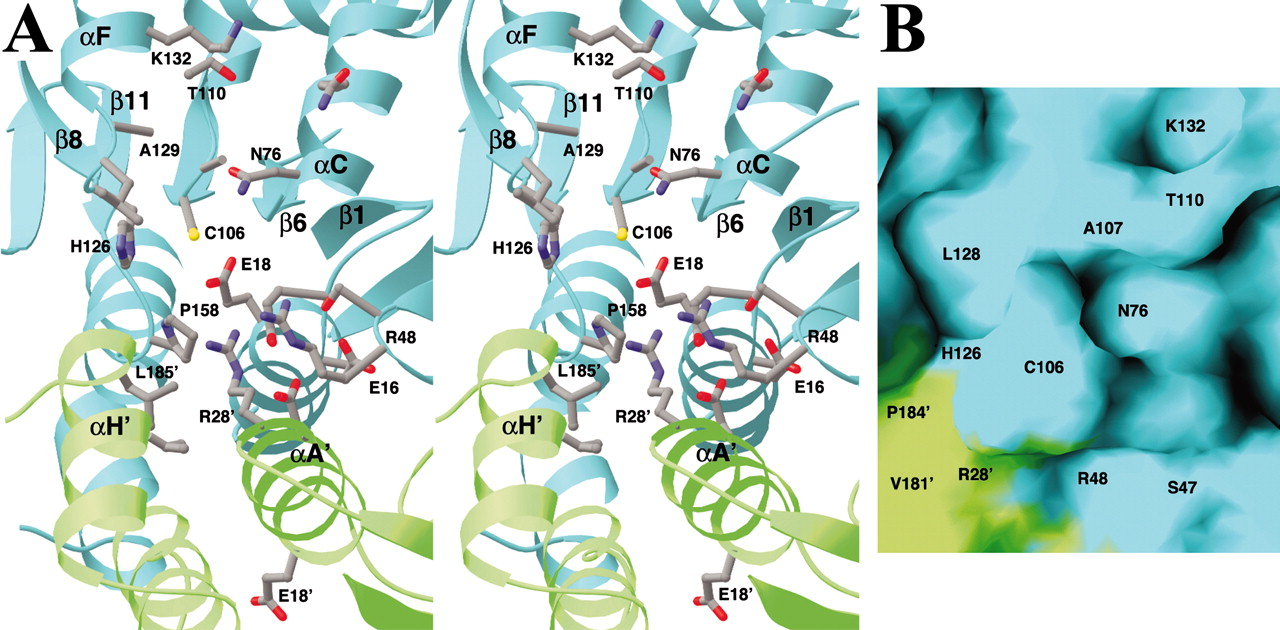 A
αF
K132
T110
β11
β8
A129
N76
αC
C106
β6
β1
H126
E18
P158
R48
L185’
E16
R28’
αH’
αA’
E18’
αF
K132
T110
β11
β8
A129
N76
αC
C106
β6
β1
H126
E18
P158
R48
L185’
E16
R28’
αH’
αA’
E18’
B
K132
T110
A107
L128
N76
H126
C106
P184’
R28’
R48
V181’
S47